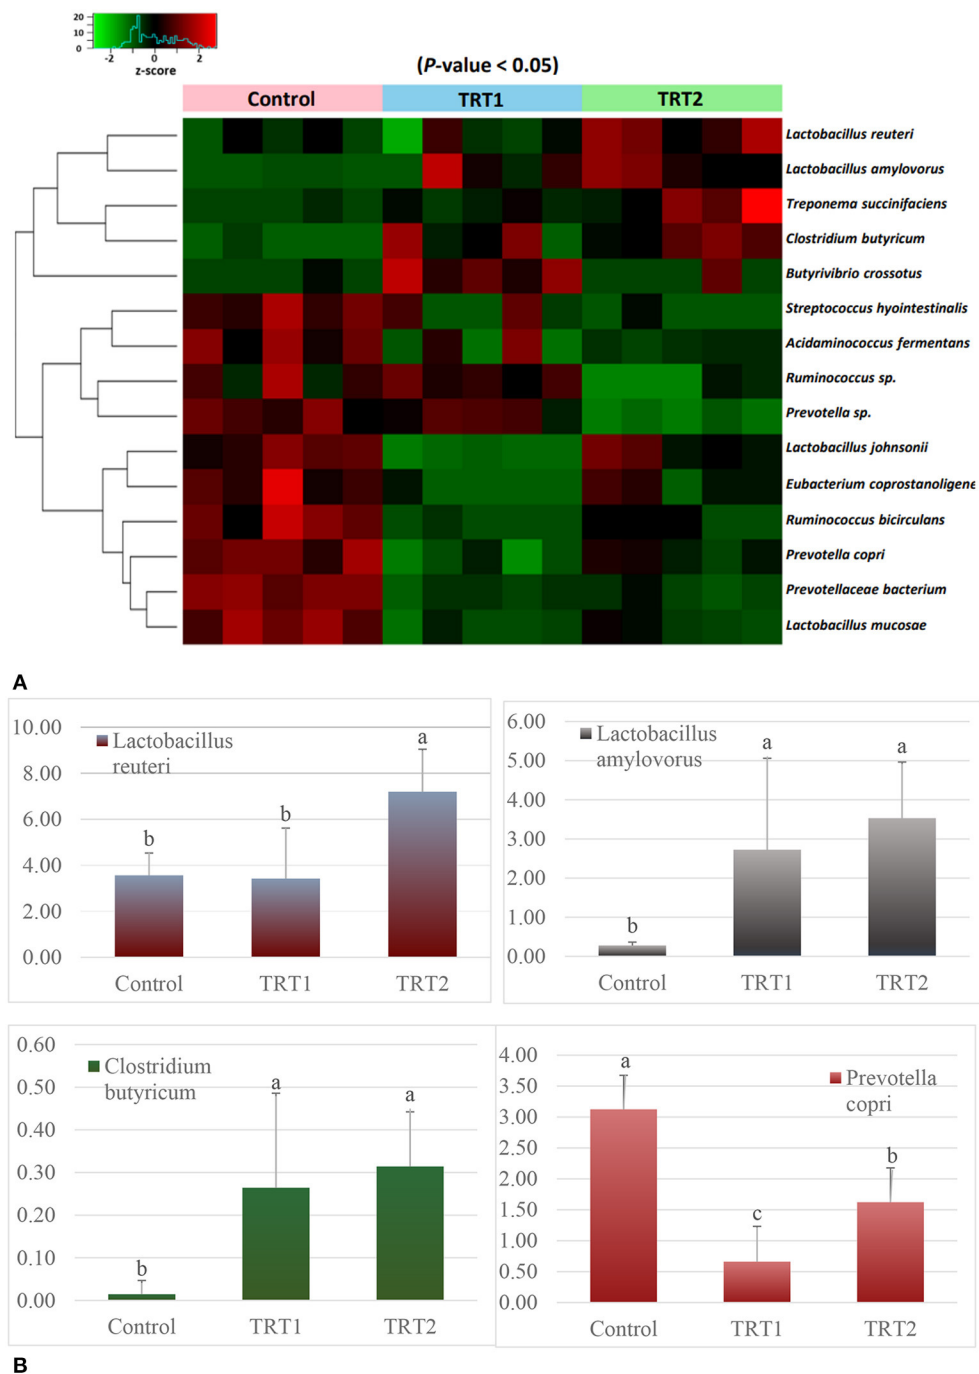 20
10
0
-2 0 2
z-score
(P-value < 0.05)
Control TRT1 TRT2
Lactobacillus reuteri
Lactobacillus amylovorus
Treponema succinifaciens
Clostridium butyricum
Butyrivibrio crossotus
Streptococcus hyointestinalis
Acidaminococcus fermentans
Ruminococcus sp.
Prevotella sp.
Lactobacillus johnsonii
Eubacterium coprostanoligene
Ruminococcus bicirculans
Prevotella copri
Prevotellaceae bacterium
Lactobacillus mucosae
A
10.00
8.00
6.00
4.00
2.00
0.00
Lactobacillus
reuteri
b b a
Control TRT1 TRT2
6.00
5.00
4.00
3.00
2.00
1.00
0.00
Lactobacillus
amylovorus
b a a
Control TRT1 TRT2
0.60
0.50
0.40
0.30
0.20
0.10
0.00
Clostridium
butyricum
b a a
Control TRT1 TRT2
4.00
3.50
3.00
2.50
2.00
1.50
1.00
0.50
0.00
Prevotella
copri
a c b
Control TRT1 TRT2
B